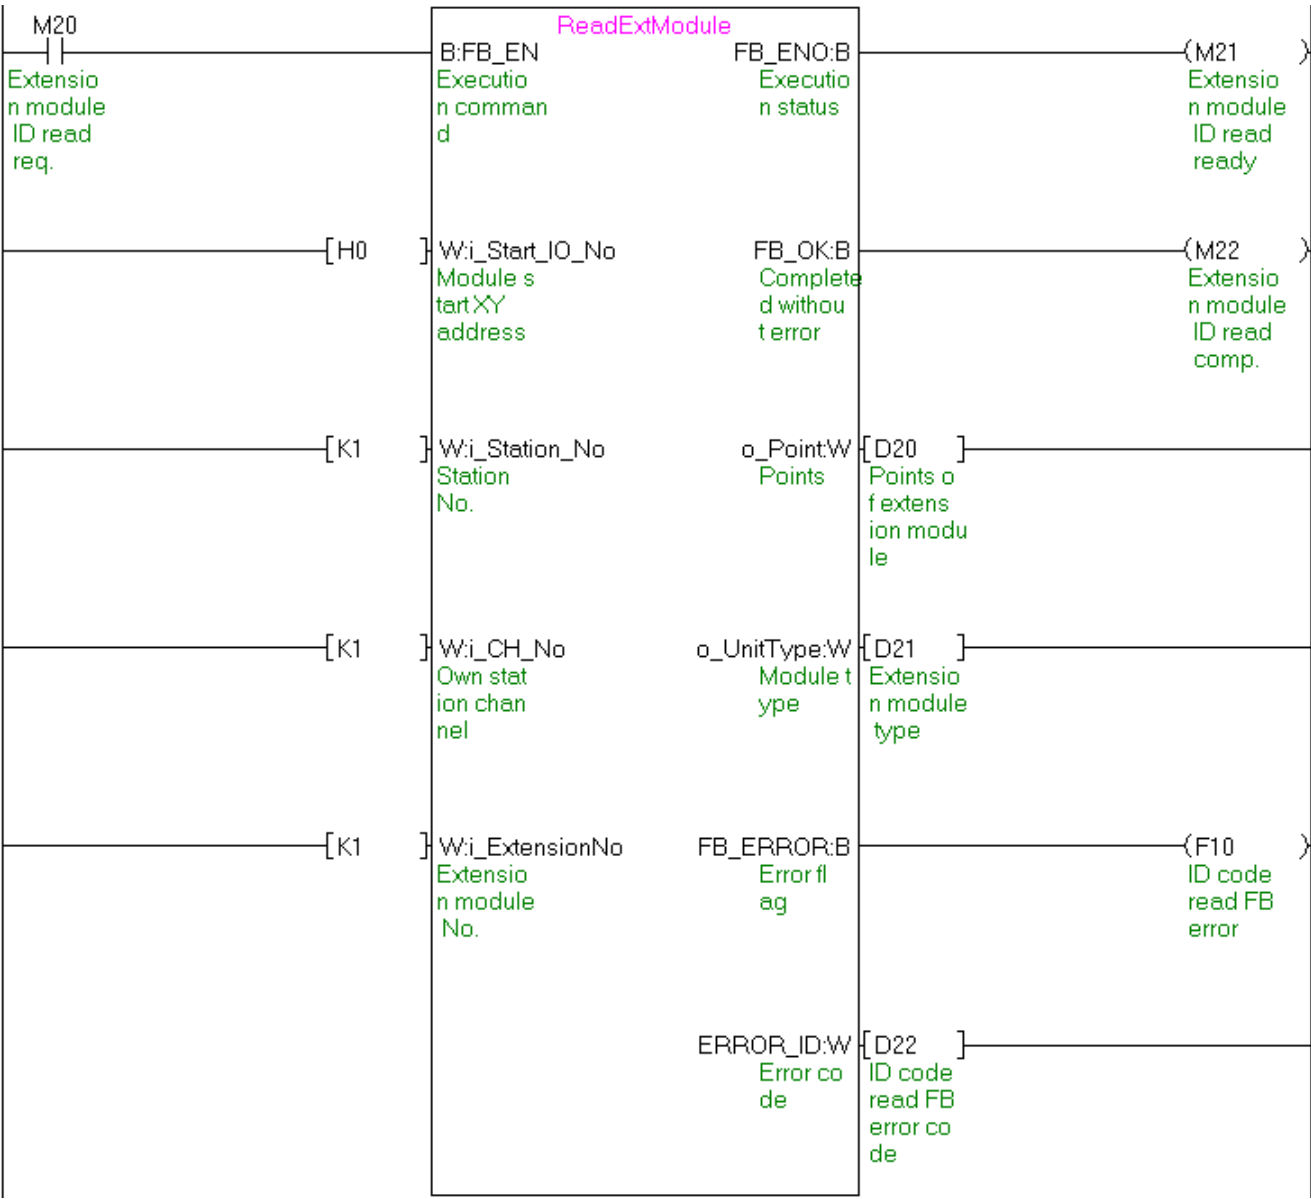 ReadExtModule
M20
B:FB_EN
FB_ENO:B
(M21 )
Extensio
n module
ID read
req.
Executio
n comman
d
Executio
n status
Extensio
n module
ID read
ready
[H0 ]
W:i_Start_IO_No
FB_OK:B
(M22 )
Module s
tart XY
address
Complete
d withou
t error
Extensio
n module
ID read
comp.
[K1 ]
W:i_Station_No
o_Point:W
[D20 ]
Station
No.
Points
Points o
f extens
ion modu
le
[K1 ]
W:i_CH_No
o_UnitType:W
[D21 ]
Own stat
ion chan
nel
Module t
ype
Extensio
n module
type
[K1 ]
W:i_ExtensionNo
FB_ERROR:B
(F10 )
Extensio
n module
No.
Error fl
ag
ID code
read FB
error
ERROR_ID:W
[D22 ]
Error co
de
ID code
read FB
error co
de